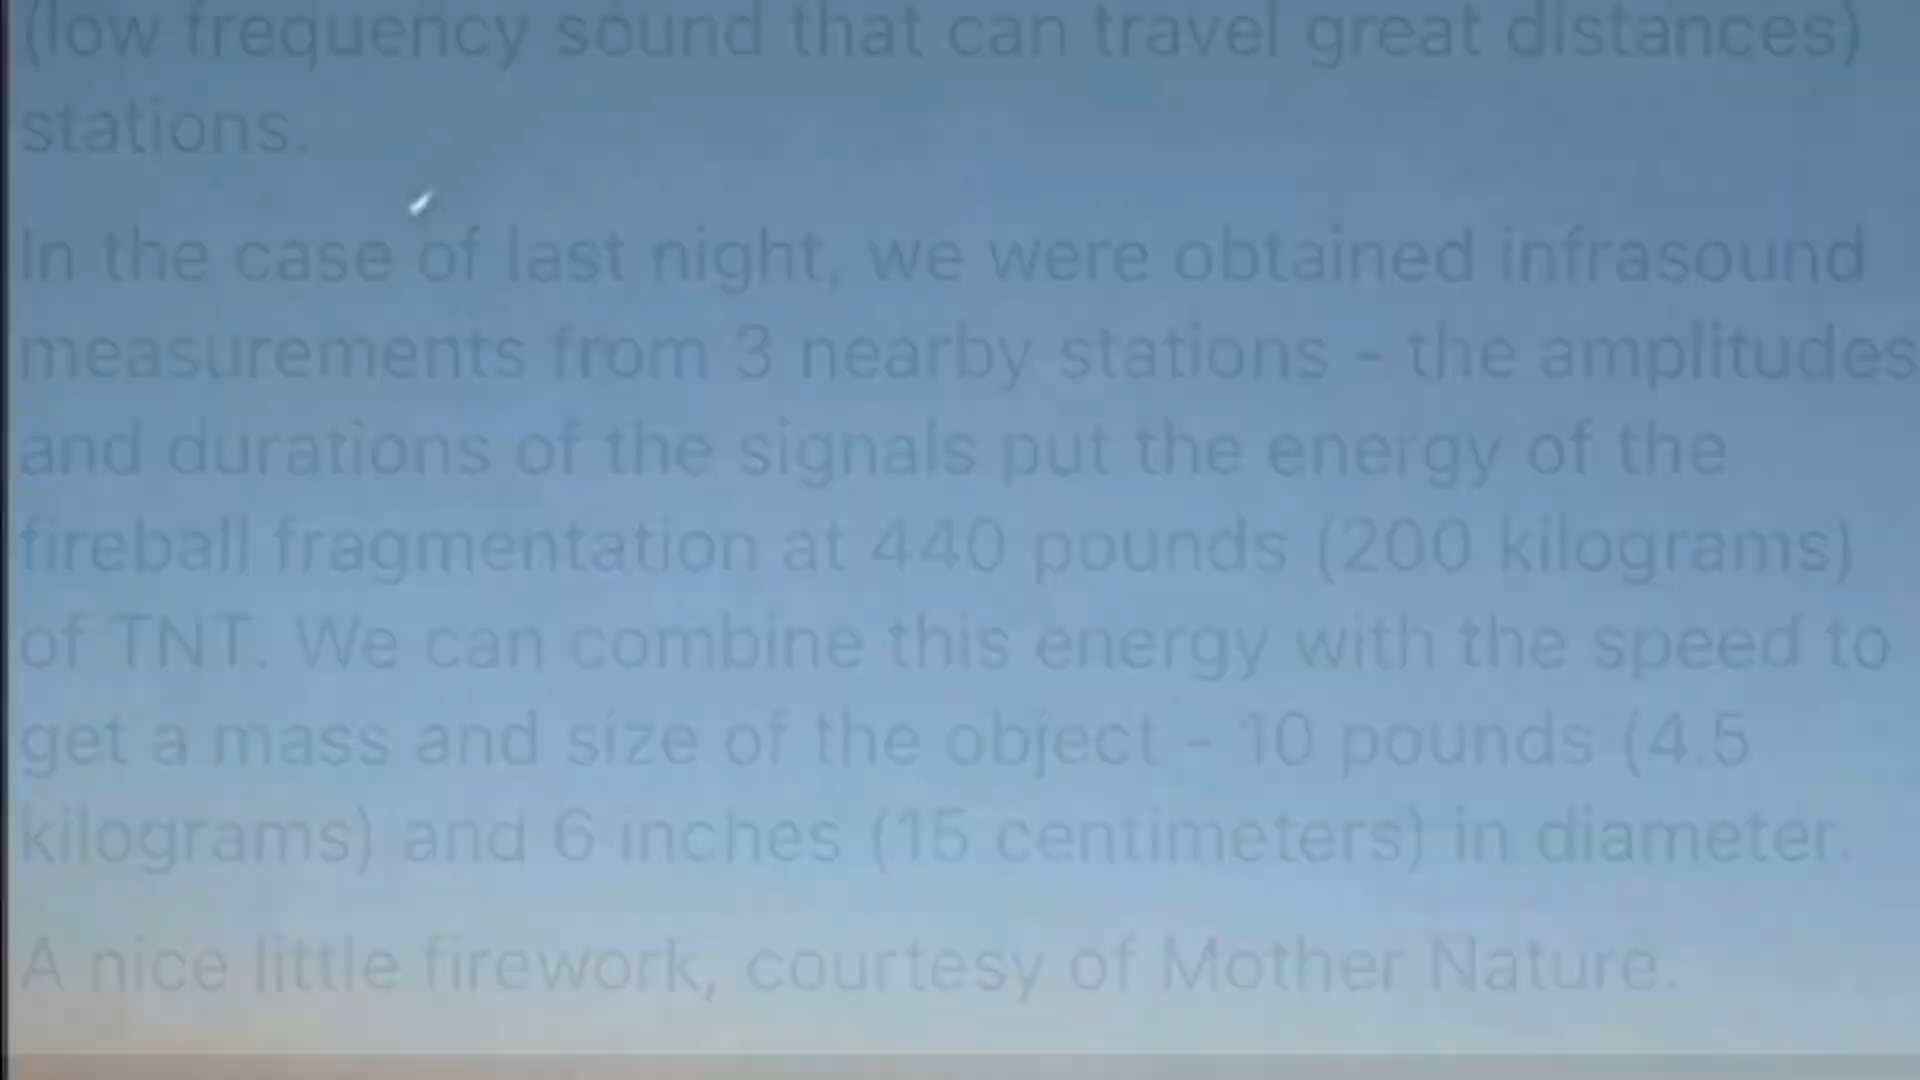 (low frequency sound that can travel great distances)
stations.
In the case of last night, we were obtained infrasound
measurements from 3 nearby stations - the amplitudes
and durations of the signals put the energy of the
fireball fragmentation at 440 pounds (200 kilograms)
of TNT. We can combine this energy with the speed to
get a mass and size of the object - 10 pounds (4.5
kilograms) and 6 inches (15 centimeters) in diameter.
A nice little firework, courtesy of Mother Nature.